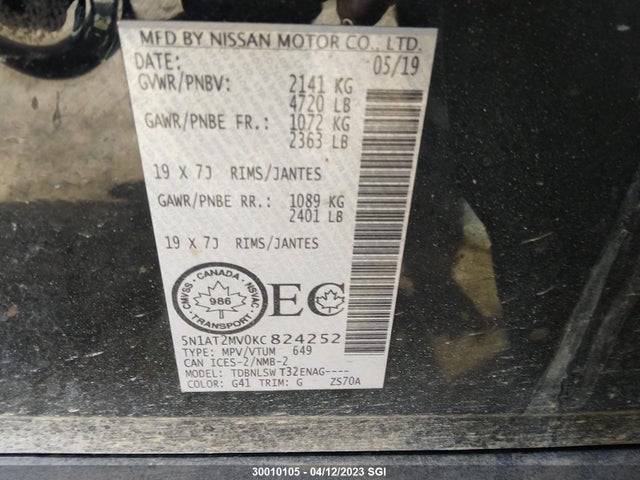 MFD BY NISSAN MOTOR CO., LTD.
DATE: 05/19
GVWR/PNBV: 2141 KG
4720 LB
GAWR/PNBE FR.: 1072 KG
2363 LB
19 X 7J RIMS/JANTES
GAWR/PNBE RR.: 1089 KG
2401 LB
19 X 7J RIMS/JANTES
CANADA
CMVSS NSVAC
986
TRANSPORT
EC
5N1AT2MV0KC824252
TYPE: MPV/VTUM 649
CAN ICES-2/NMB-2
MODEL: TDBNLSW T32ENAG----
COLOR: G41 TRIM: G ZS70A
30010105 - 04/12/2023 SGI